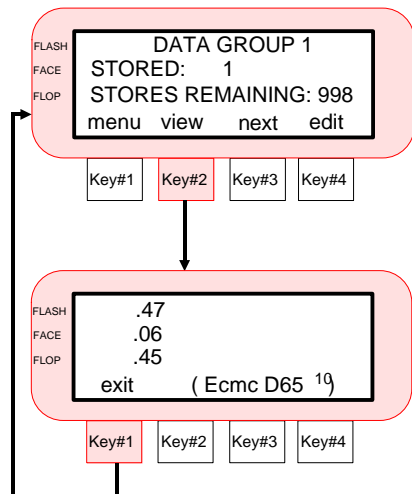 FLASH DATA GROUP 1
FACE STORED: 1
FLOP STORES REMAINING: 998
menu view next edit
Key#1 Key#2 Key#3 Key#4
FLASH .47
FACE .06
FLOP .45
exit ( Ecmc D65 10)
Key#1 Key#2 Key#3 Key#4